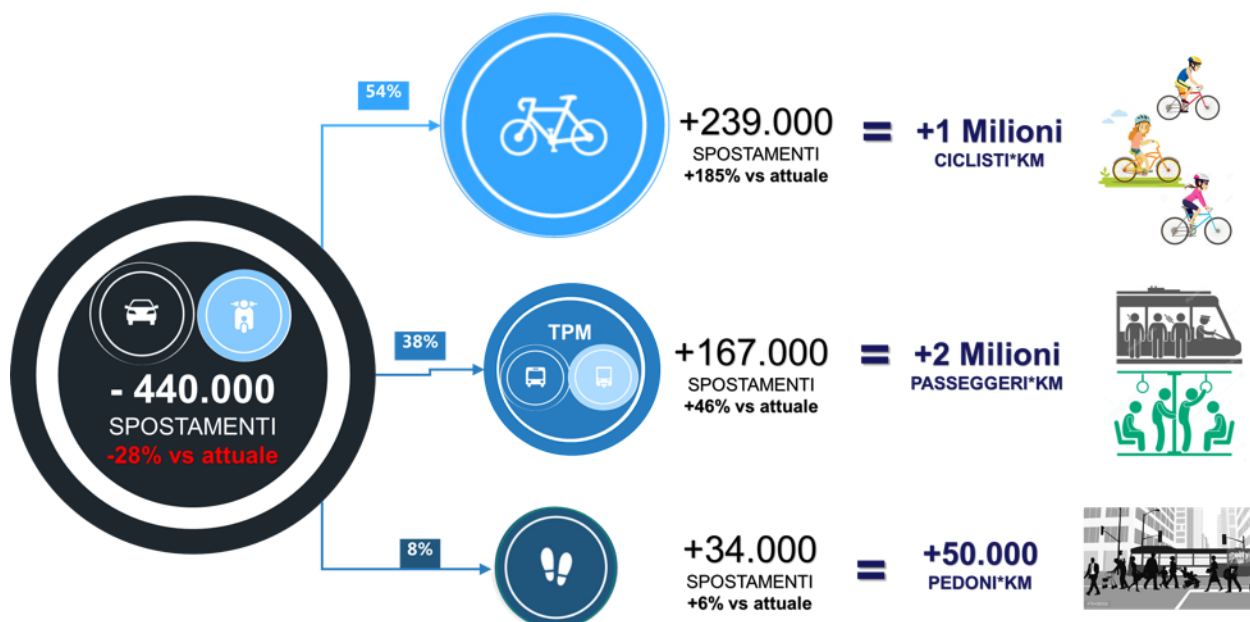 54%
+239.000
SPOSTAMENTI
+185% vs attuale
=
+1 Milioni
CICLISTI*KM
- 440.000
SPOSTAMENTI
-28% vs attuale
38%
TPM
+167.000
SPOSTAMENTI
+46% vs attuale
=
+2 Milioni
PASSEGGERI*KM
8%
+34.000
SPOSTAMENTI
+6% vs attuale
=
+50.000
PEDONI*KM